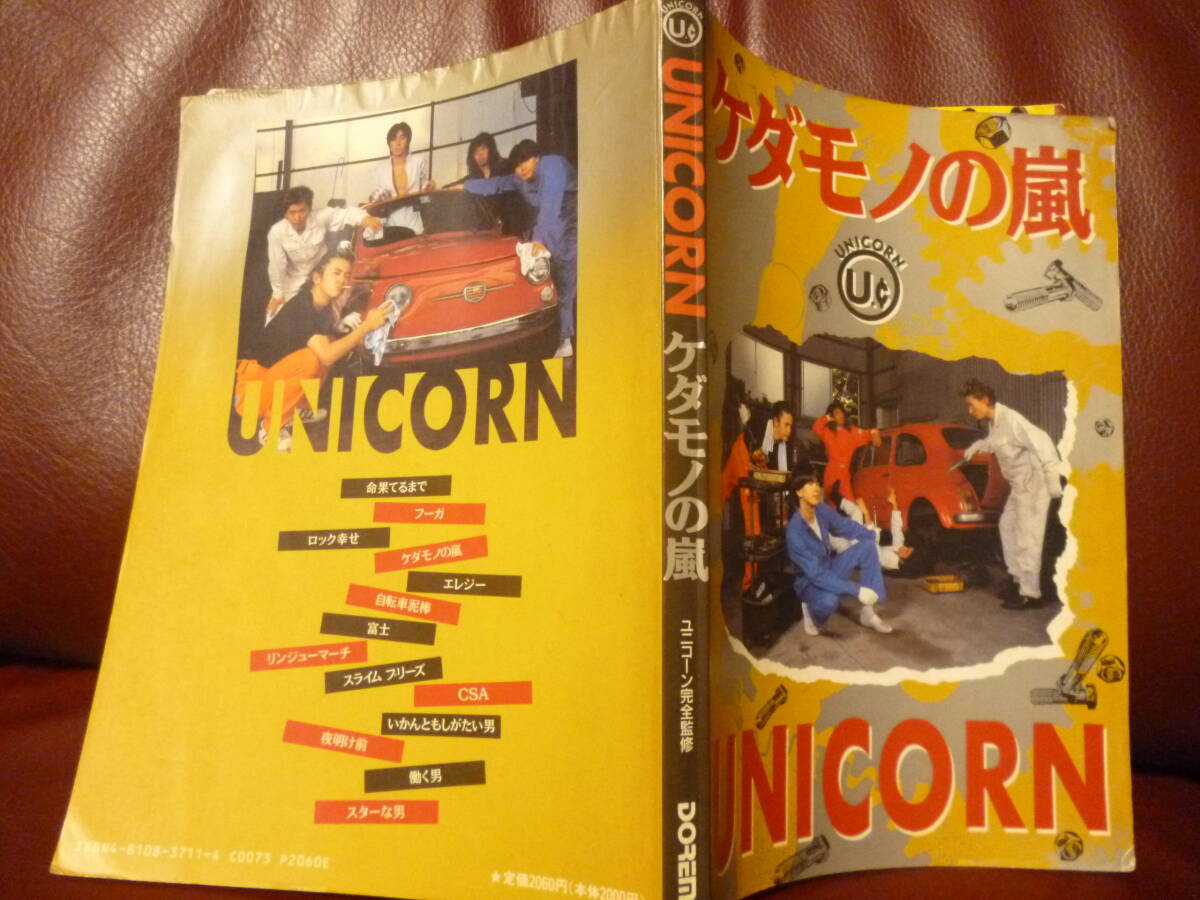 UNICORN
命果てるまで
フーガ
ロック幸せ
ケダモノの嵐
エレジー
自転車泥棒
富士
リンジューマーチ
スライム プリーズ
CSA
いかんともしがたい男
夜明け前
働く男
スターな男
ISBN4-8108-3711-4 C0073 P2060E
★定価2060円(本体2000円)
UNICORN
U.¢
UNICORN
ケダモノの嵐
ユニコーン完全監修
DOREMI
ケダモノの嵐
UNICORN
U.¢
UNICORN